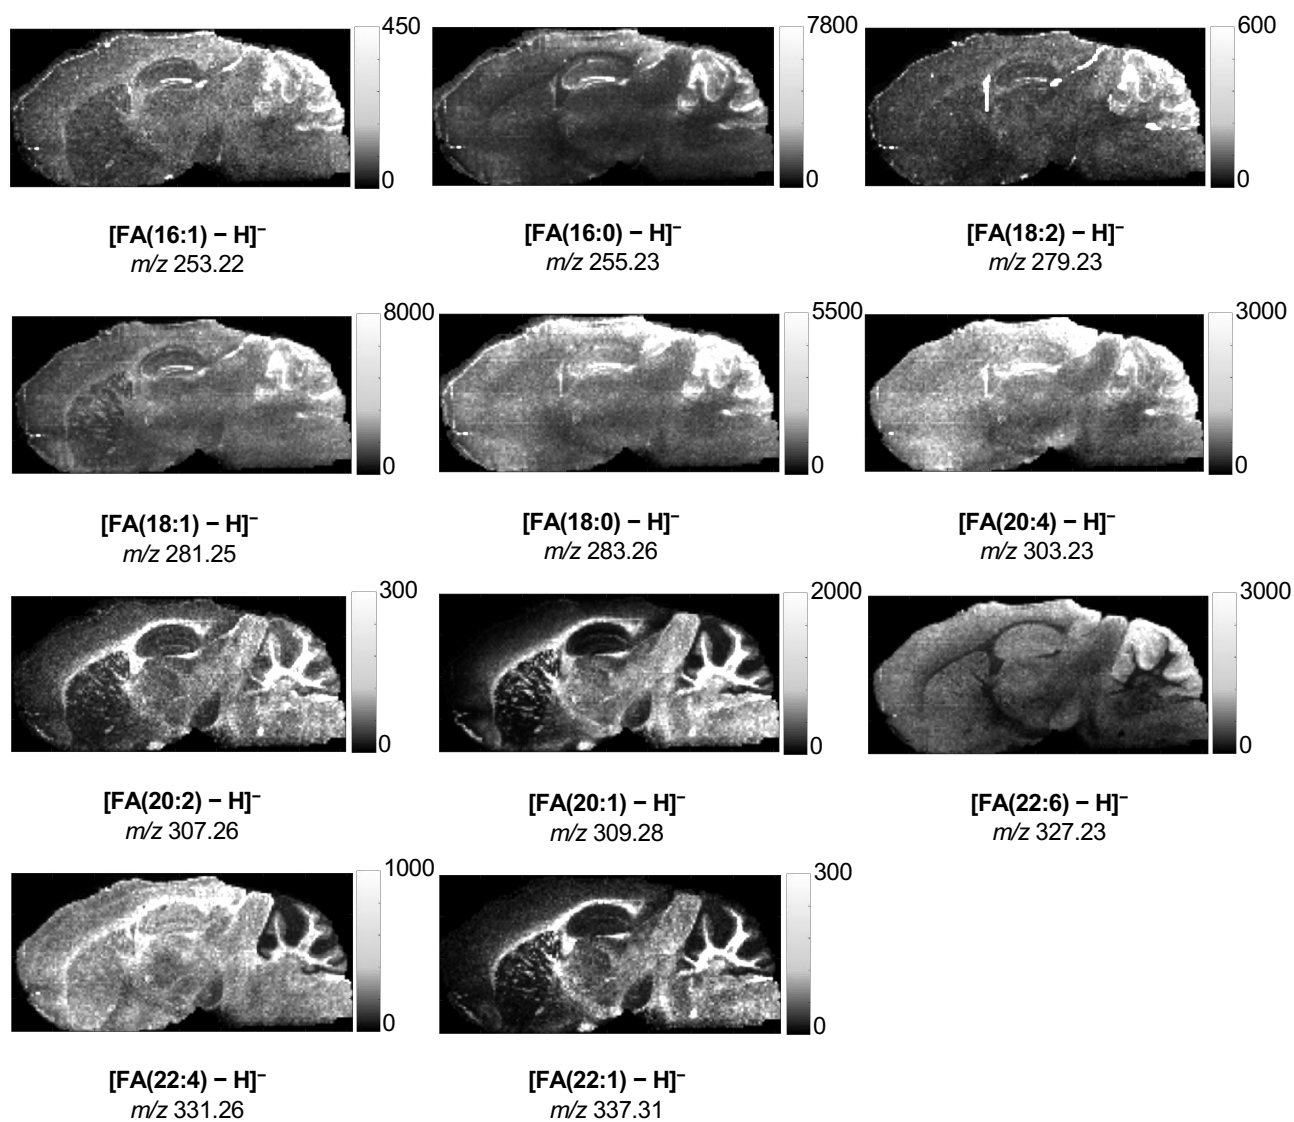 450
0
[FA(16:1) − H]⁻
m/z 253.22
7800
0
[FA(16:0) − H]⁻
m/z 255.23
600
0
[FA(18:2) − H]⁻
m/z 279.23
8000
0
[FA(18:1) − H]⁻
m/z 281.25
5500
0
[FA(18:0) − H]⁻
m/z 283.26
3000
0
[FA(20:4) − H]⁻
m/z 303.23
300
0
[FA(20:2) − H]⁻
m/z 307.26
2000
0
[FA(20:1) − H]⁻
m/z 309.28
3000
0
[FA(22:6) − H]⁻
m/z 327.23
1000
0
[FA(22:4) − H]⁻
m/z 331.26
300
0
[FA(22:1) − H]⁻
m/z 337.31